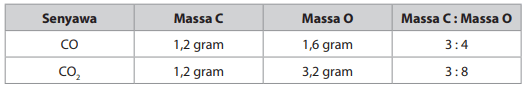 Senyawa Massa C Massa O Massa C : Massa O
CO 1,2 gram 1,6 gram 3 : 4
CO₂ 1,2 gram 3,2 gram 3 : 8